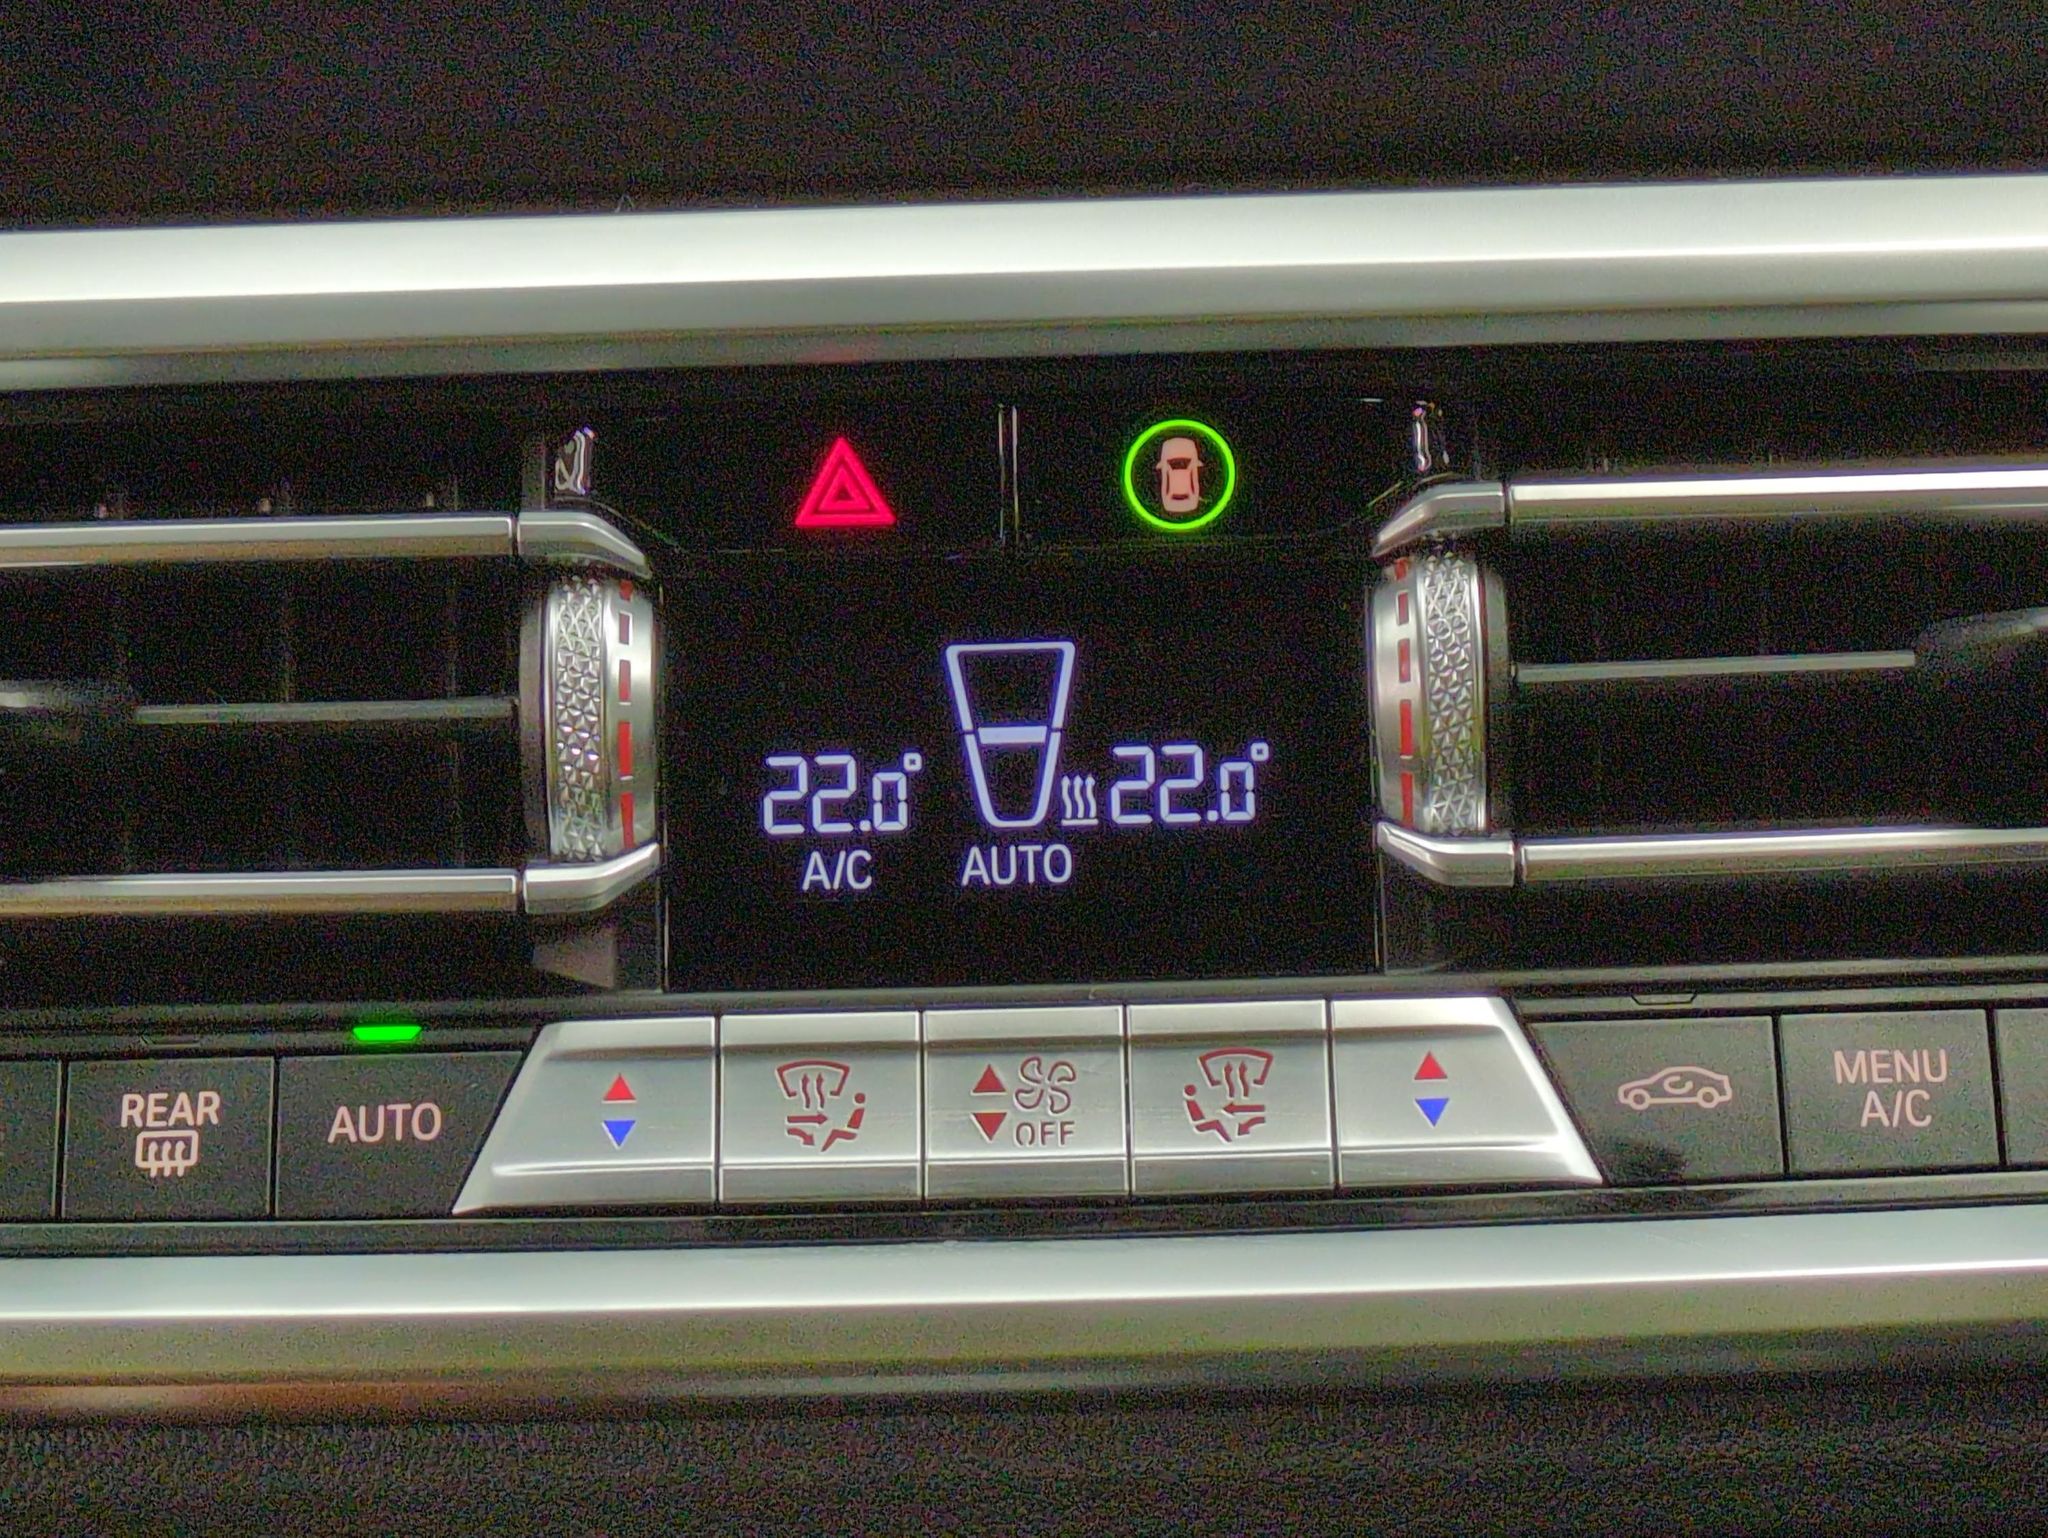 22.0°
22.0°
A/C
AUTO
REAR
AUTO
OFF
MENU
A/C